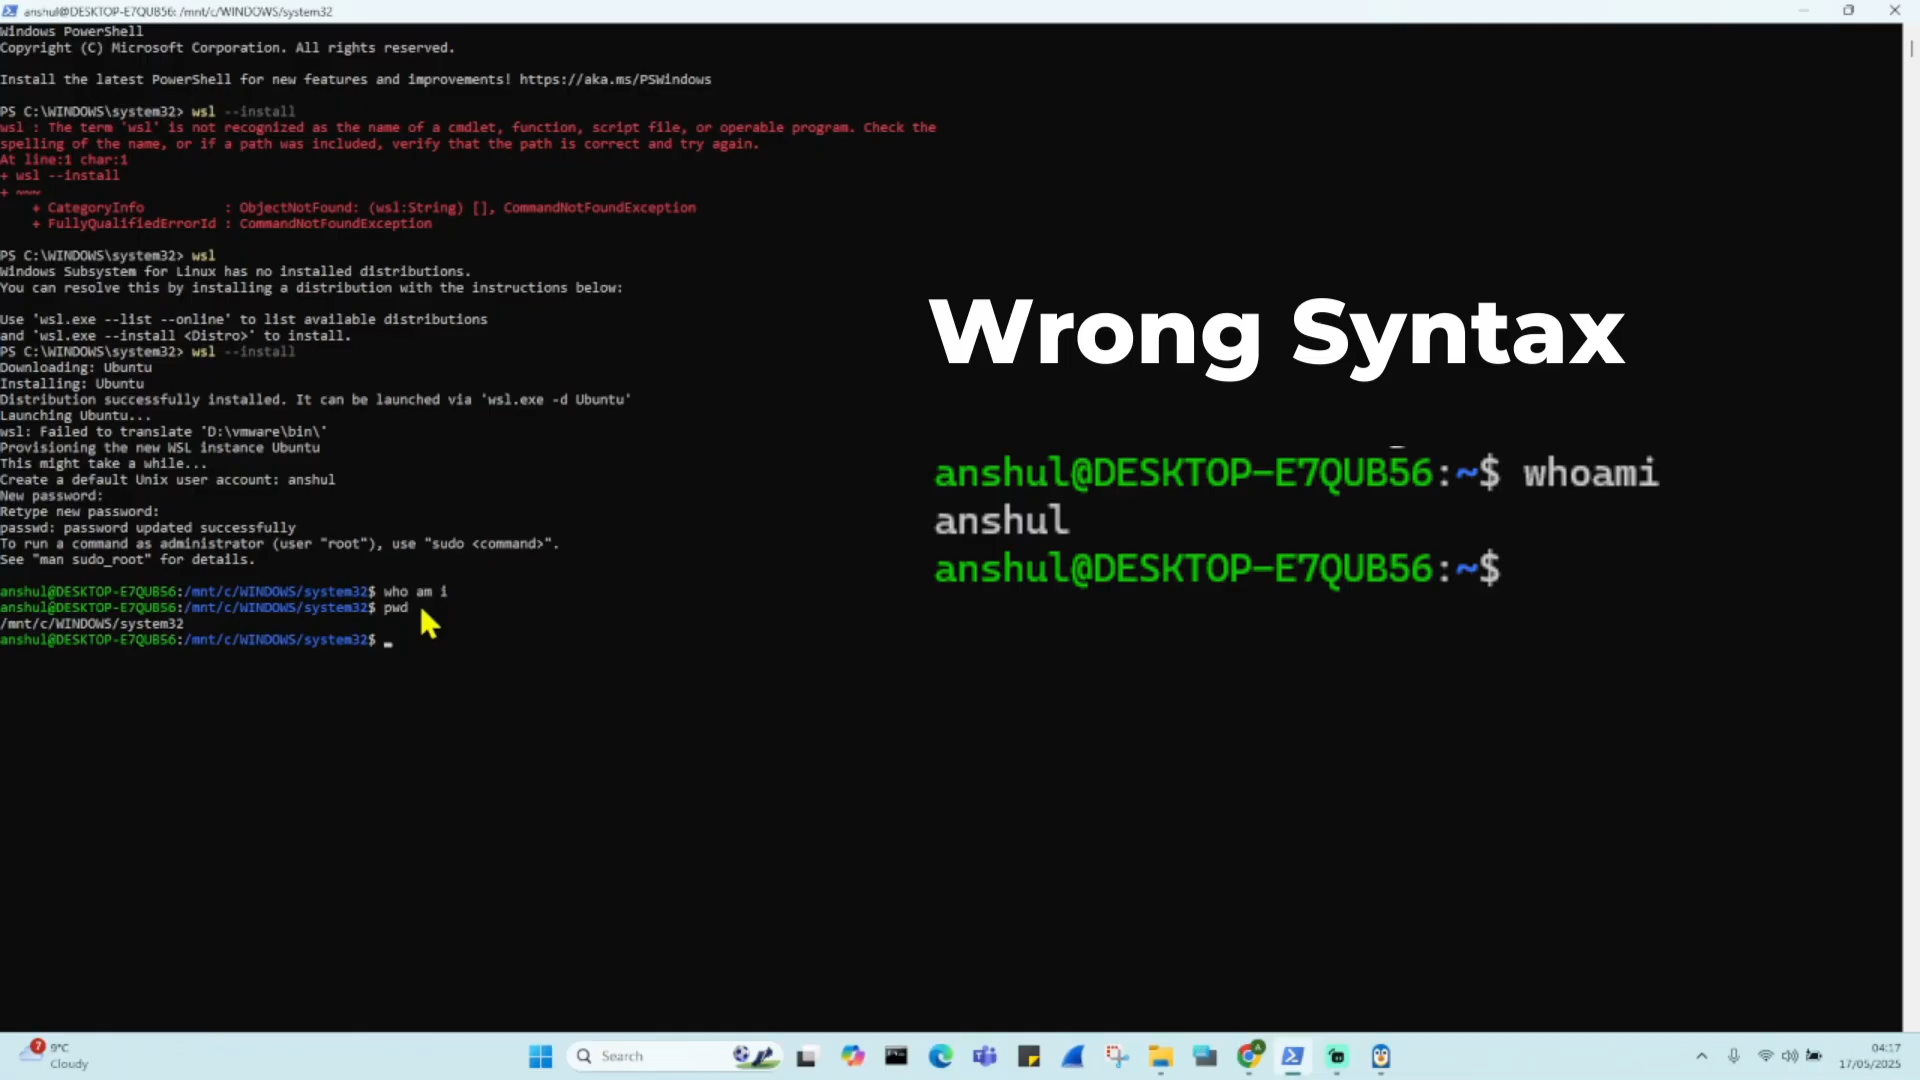 anshul@DESKTOP-E7QUB56: /mnt/c/WINDOWS/system32
Windows PowerShell
Copyright (C) Microsoft Corporation. All rights reserved.
Install the latest PowerShell for new features and improvements! https://aka.ms/PSWindows
PS C:\WINDOWS\system32> wsl --install
wsl : The term 'wsl' is not recognized as the name of a cmdlet, function, script file, or operable program. Check the
spelling of the name, or if a path was included, verify that the path is correct and try again.
At line:1 char:1
+ wsl --install
+ ~~~
+ CategoryInfo : ObjectNotFound: (wsl:String) [], CommandNotFoundException
+ FullyQualifiedErrorId : CommandNotFoundException
PS C:\WINDOWS\system32> wsl
Windows Subsystem for Linux has no installed distributions.
You can resolve this by installing a distribution with the instructions below:
Use 'wsl.exe --list --online' to list available distributions
and 'wsl.exe --install <Distro>' to install.
PS C:\WINDOWS\system32> wsl --install
Downloading: Ubuntu
Installing: Ubuntu
Distribution successfully installed. It can be launched via 'wsl.exe -d Ubuntu'
Launching Ubuntu...
wsl: Failed to translate 'D:\vmware\bin\'
Provisioning the new WSL instance Ubuntu
This might take a while...
Create a default Unix user account: anshul
New password:
Retype new password:
passwd: password updated successfully
To run a command as administrator (user "root"), use "sudo <command>".
See "man sudo_root" for details.
anshul@DESKTOP-E7QUB56:/mnt/c/WINDOWS/system32$ who am i
anshul@DESKTOP-E7QUB56:/mnt/c/WINDOWS/system32$ pwd
/mnt/c/WINDOWS/system32
anshul@DESKTOP-E7QUB56:/mnt/c/WINDOWS/system32$ _
Wrong Syntax
anshul@DESKTOP-E7QUB56:~$ whoami
anshul
anshul@DESKTOP-E7QUB56:~$
7
9°C
Cloudy
Search
04:17
17/05/2025